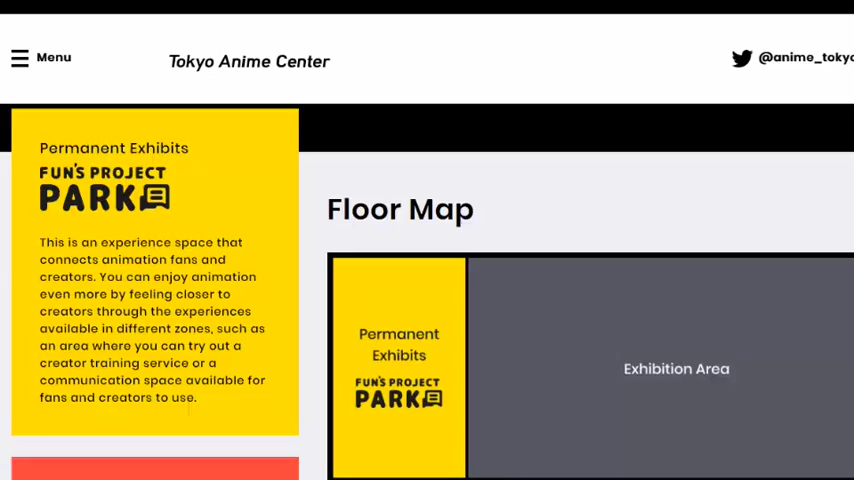 Menu
Tokyo Anime Center
@anime_tokyo
Permanent Exhibits
FUN'S PROJECT
PARK
This is an experience space that
connects animation fans and
creators. You can enjoy animation
even more by feeling closer to
creators through the experiences
available in different zones, such as
an area where you can try out a
creator training service or a
communication space available for
fans and creators to use.
Floor Map
Permanent
Exhibits
FUN'S PROJECT
PARK
Exhibition Area